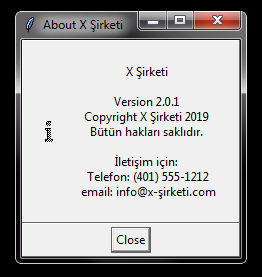 About X Şirketi
X Şirketi
Version 2.0.1
Copyright X Şirketi 2019
Bütün hakları saklıdır.
İletişim için:
Telefon: (401) 555-1212
email: info@x-şirketi.com
Close